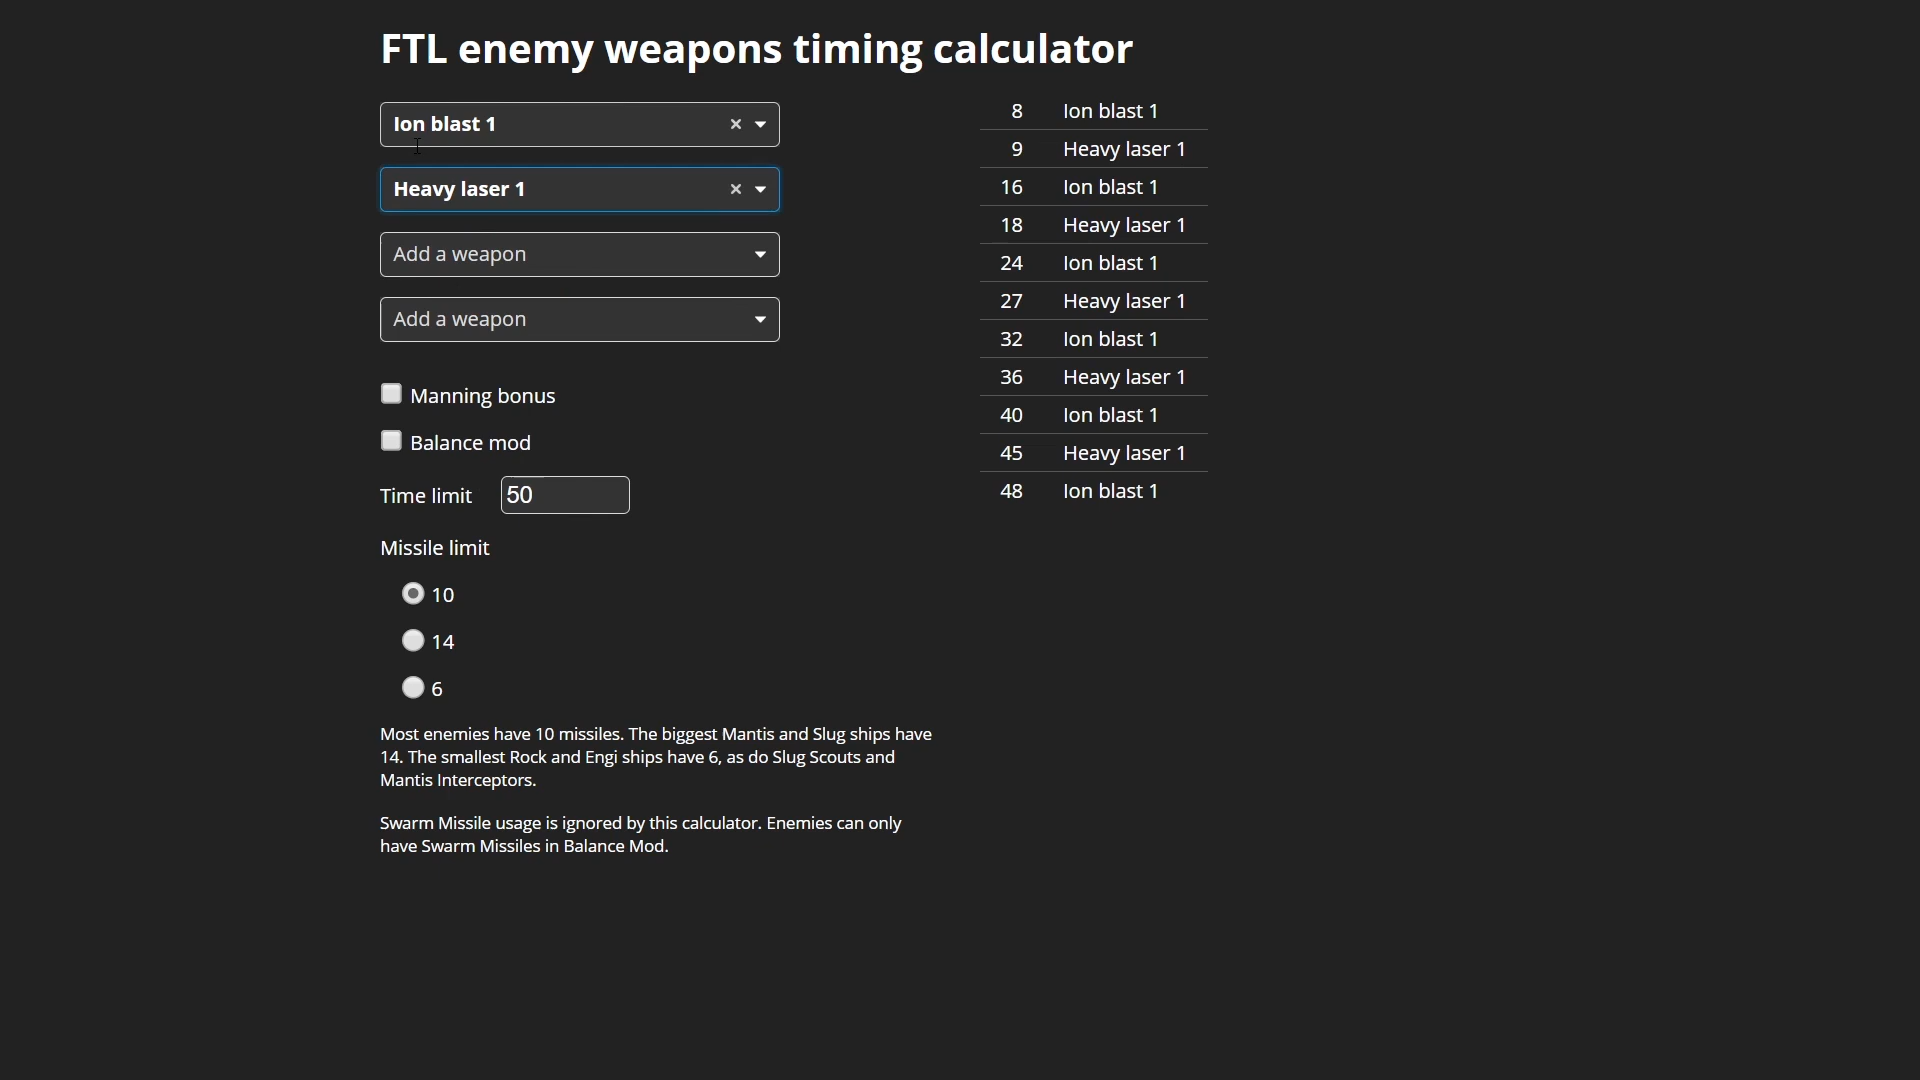 FTL enemy weapons timing calculator
Ion blast 1
Heavy laser 1
Add a weapon
Add a weapon
Manning bonus
Balance mod
Time limit 50
Missile limit
10
14
6
Most enemies have 10 missiles. The biggest Mantis and Slug ships have
14. The smallest Rock and Engi ships have 6, as do Slug Scouts and
Mantis Interceptors.
Swarm Missile usage is ignored by this calculator. Enemies can only
have Swarm Missiles in Balance Mod.
8 Ion blast 1
9 Heavy laser 1
16 Ion blast 1
18 Heavy laser 1
24 Ion blast 1
27 Heavy laser 1
32 Ion blast 1
36 Heavy laser 1
40 Ion blast 1
45 Heavy laser 1
48 Ion blast 1